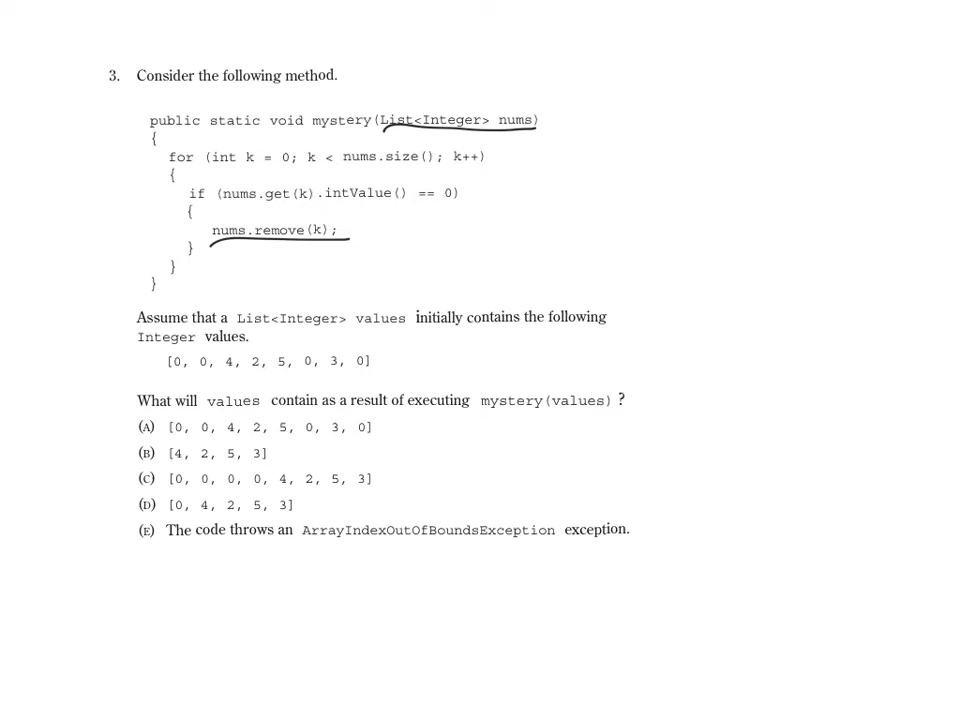 3. Consider the following method.
public static void mystery(List<Integer> nums)
{
for (int k = 0; k < nums.size(); k++)
{
if (nums.get(k).intValue() == 0)
{
nums.remove(k);
}
}
}
Assume that a List<Integer> values initially contains the following
Integer values.
[0, 0, 4, 2, 5, 0, 3, 0]
What will values contain as a result of executing mystery(values) ?
(A) [0, 0, 4, 2, 5, 0, 3, 0]
(B) [4, 2, 5, 3]
(C) [0, 0, 0, 0, 4, 2, 5, 3]
(D) [0, 4, 2, 5, 3]
(E) The code throws an ArrayIndexOutOfBoundsException exception.